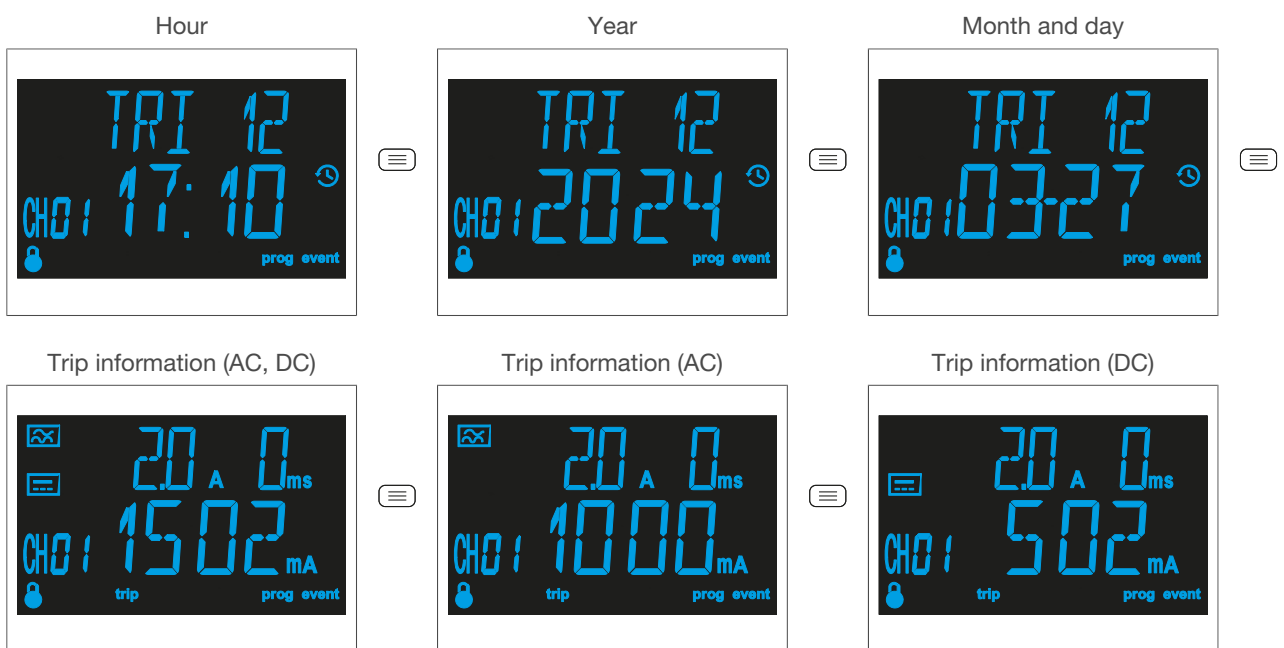 Hour
TRI 12
CH01 17:10
prog event
Year
TRI 12
CH01 2024
prog event
Month and day
TRI 12
CH01 03-27
prog event
Trip information (AC, DC)
2.0 A 0 ms
CH01 1502 mA
trip prog event
Trip information (AC)
2.0 A 0 ms
CH01 1000 mA
trip prog event
Trip information (DC)
2.0 A 0 ms
CH01 502 mA
trip prog event